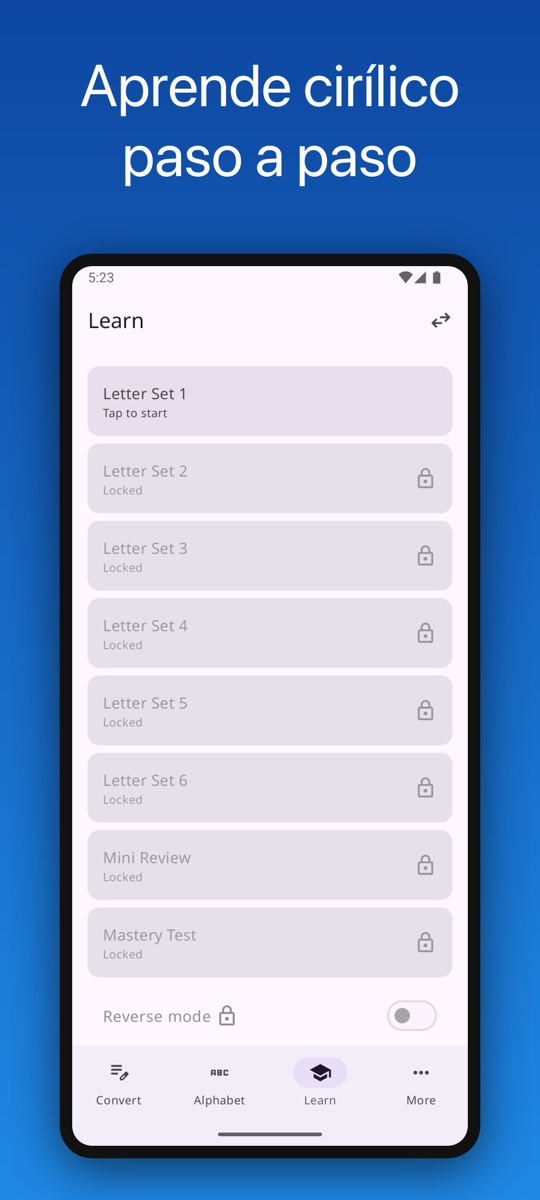 Aprende cirílico
paso a paso
5:23
Learn
Letter Set 1
Tap to start
Letter Set 2
Locked
Letter Set 3
Locked
Letter Set 4
Locked
Letter Set 5
Locked
Letter Set 6
Locked
Mini Review
Locked
Mastery Test
Locked
Reverse mode
ABC
Convert Alphabet Learn More